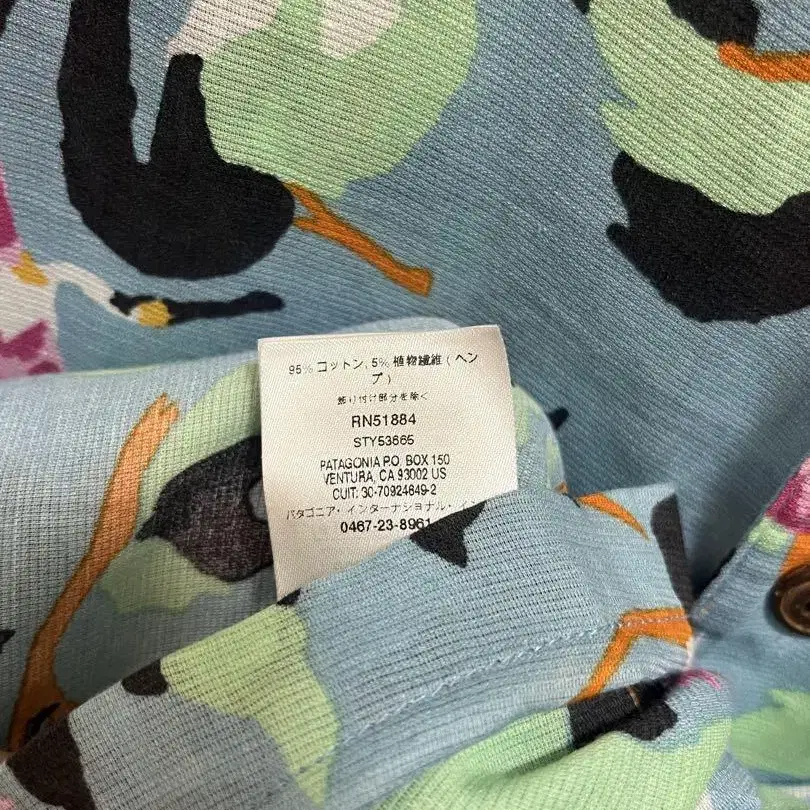 95% コットン, 5% 植物繊維 ( ヘン
プ )
飾り付け部分を除く
RN51884
STY53665
PATAGONIA P.O. BOX 150
VENTURA, CA 93002 US
CUIT: 30-70924649-2
パタゴニア・インターナショナル・イン
0467-23-8961